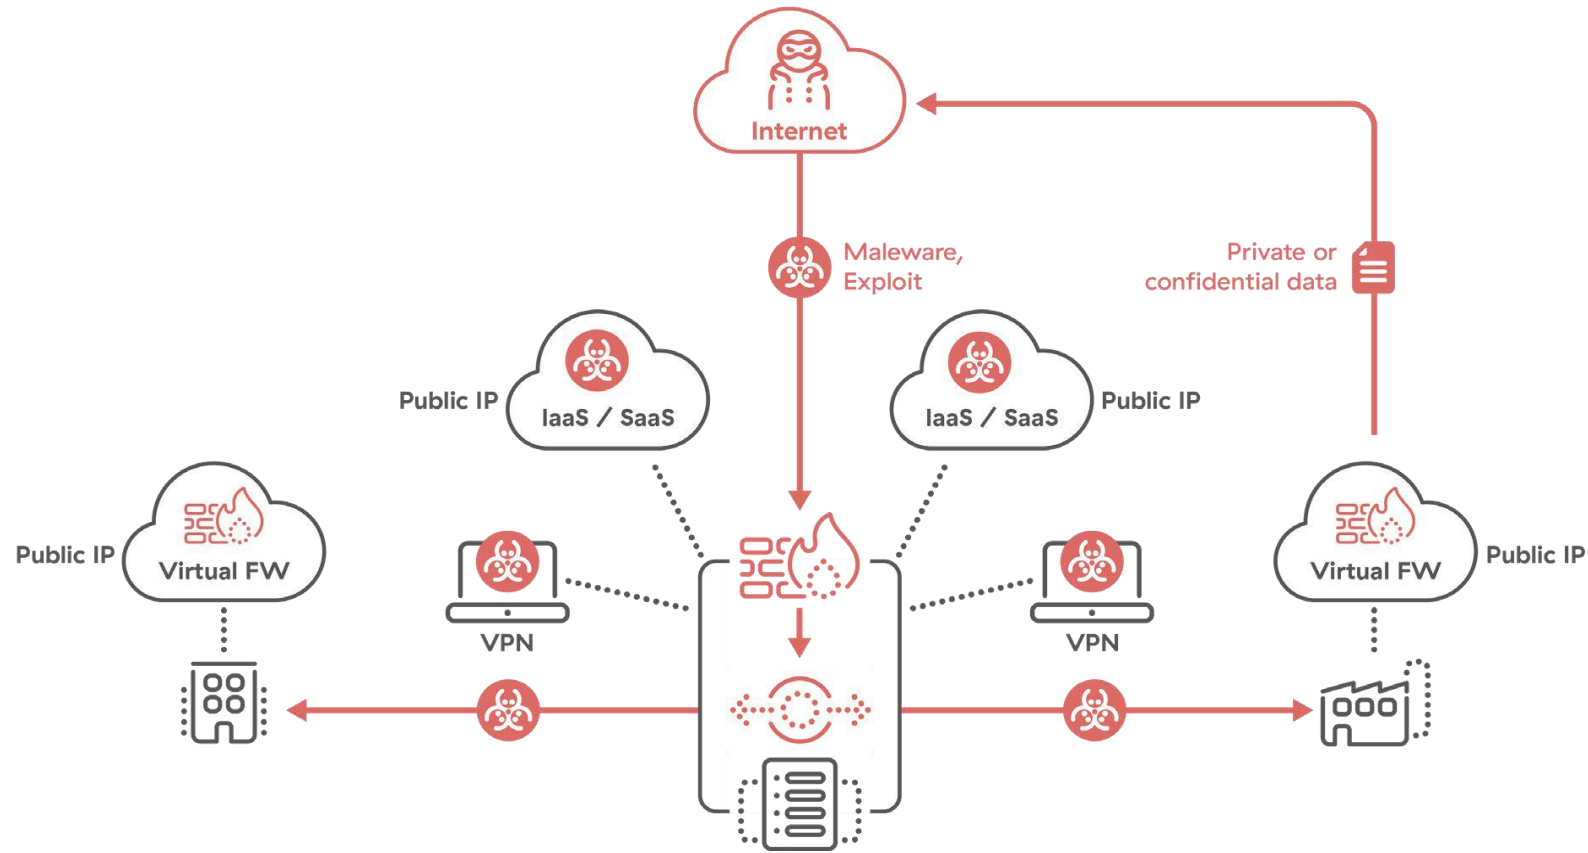 Internet
Maleware,
Exploit
Private or
confidential data
Public IP
IaaS / SaaS
IaaS / SaaS
Public IP
Public IP
Virtual FW
VPN
VPN
Virtual FW
Public IP